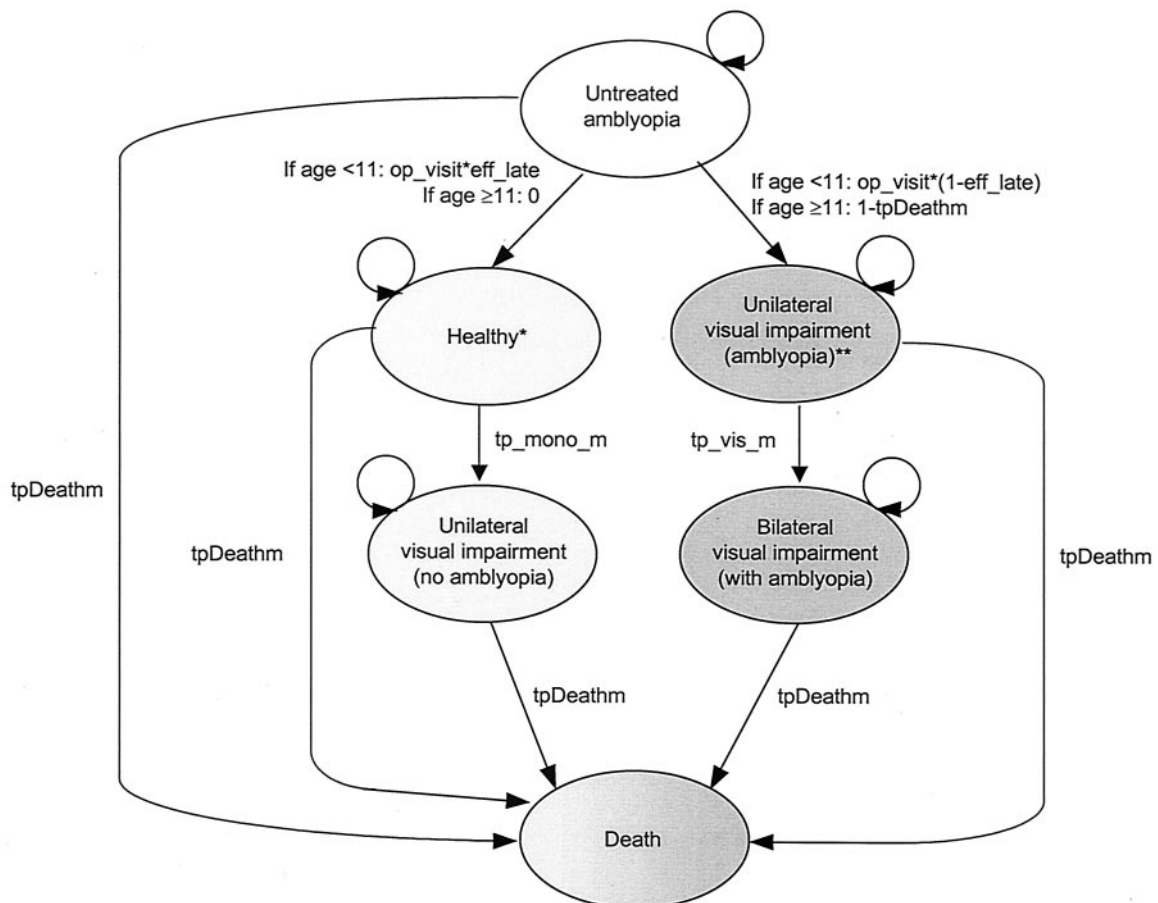 Untreated
amblyopia
If age <11: op_visit*eff_late
If age ≥11: 0
If age <11: op_visit*(1-eff_late)
If age ≥11: 1-tpDeathm
Healthy*
Unilateral
visual impairment
(amblyopia)**
tp_mono_m
tp_vis_m
tpDeathm
tpDeathm
Unilateral
visual impairment
(no amblyopia)
Bilateral
visual impairment
(with amblyopia)
tpDeathm
tpDeathm
tpDeathm
Death